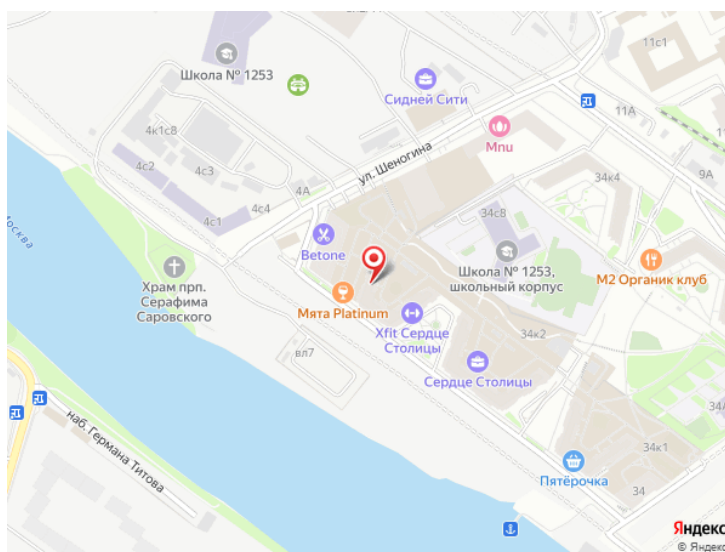 11с1
Школа № 1253
Сидней Сити
11А
4к1с8
Mnu
ул. Шеногина
34к4
9А
4с2
4с3
4А
4с1
4с4
34с8
Москва
Betone
Храм прп.
Серафима
Саровского
Школа № 1253,
школьный корпус
М2 Органик клуб
Мята Platinum
Xfit Сердце
Столицы
34к2
вл7
Сердце Столицы
наб. Германа Титова
34к1
Пятёрочка
34
Яндекс
© Яндекс